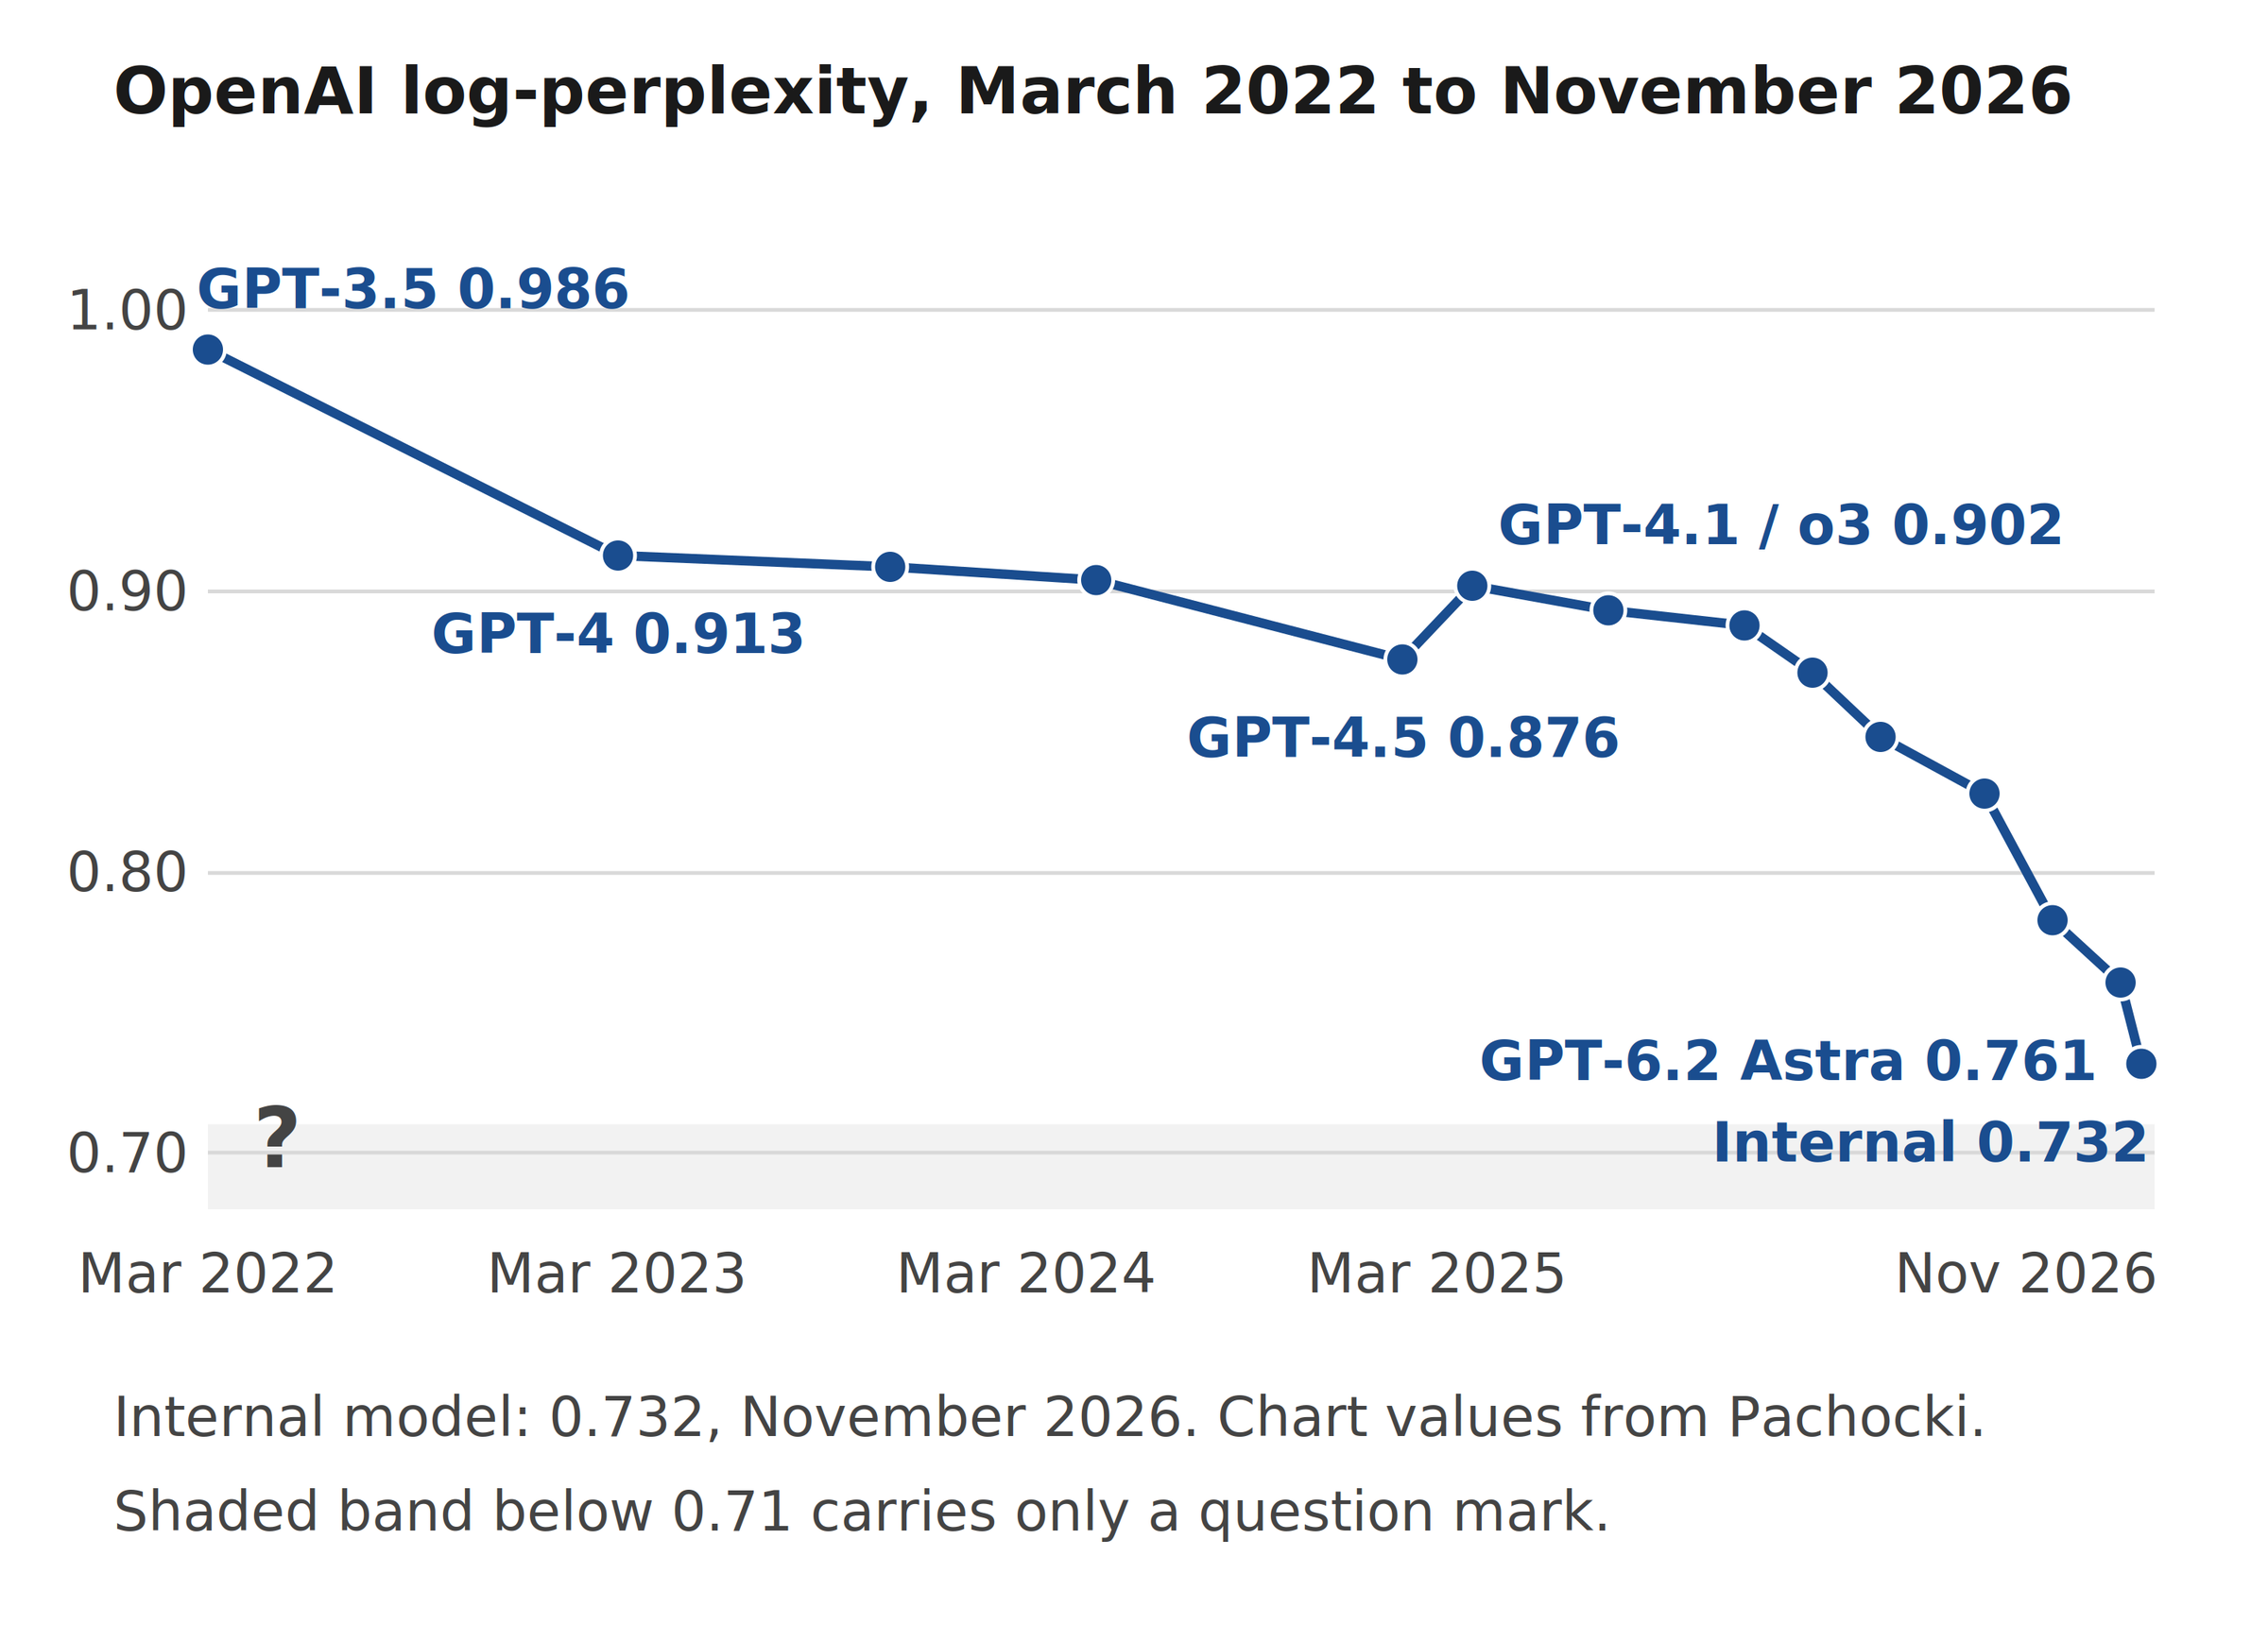 OpenAI log-perplexity, March 2022 to November 2026
GPT-3.5 0.986
1.00
GPT-4.1 / o3 0.902
0.90
GPT-4 0.913
GPT-4.5 0.876
0.80
GPT-6.2 Astra 0.761
?
Internal 0.732
0.70
Mar 2022 Mar 2023 Mar 2024 Mar 2025 Nov 2026
Internal model: 0.732, November 2026. Chart values from Pachocki.
Shaded band below 0.71 carries only a question mark.